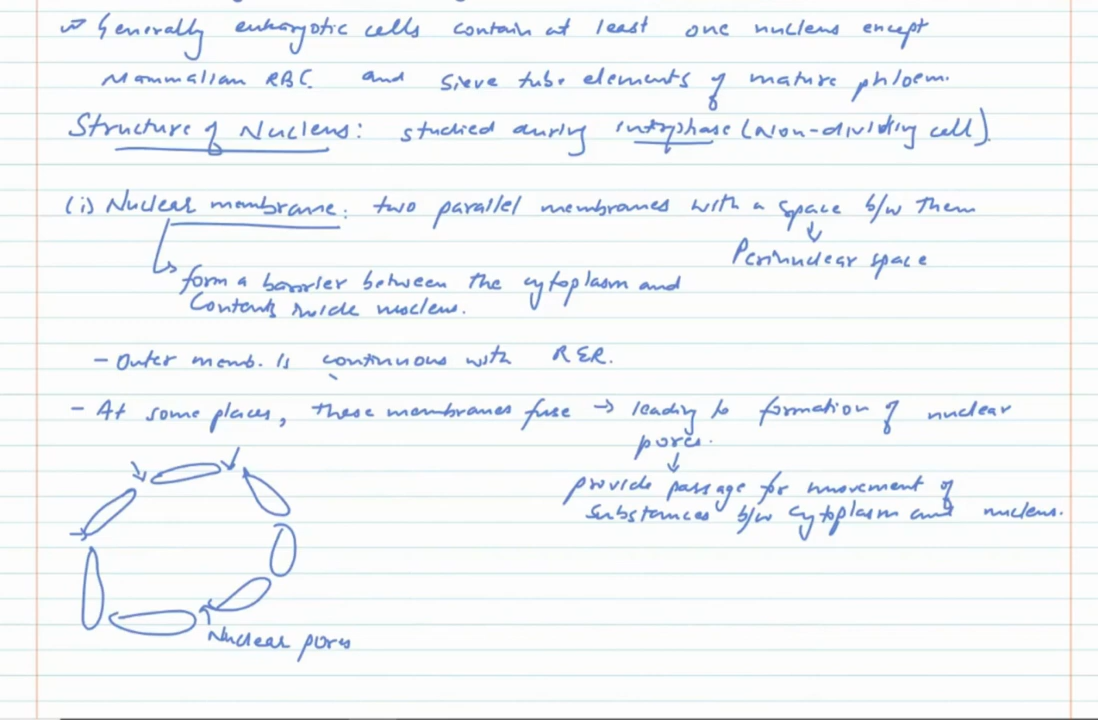 Generally eukaryotic cells contain at least one nucleus except
Mammalian RBC and Sieve tube elements of mature phloem.
Structure of Nucleus: studied during interphase (Non-dividing cell).
(i) Nuclear membrane: two parallel membranes with a space b/w them
↓
Perinuclear space
form a barrier between the cytoplasm and
Contents inside nucleus.
- Outer memb. is continuous with RER.
- At some places, these membranes fuse → leading to formation of nuclear
pores.
↓
provide passage for movement of
substances b/w cytoplasm and nucleus.
Nuclear pores